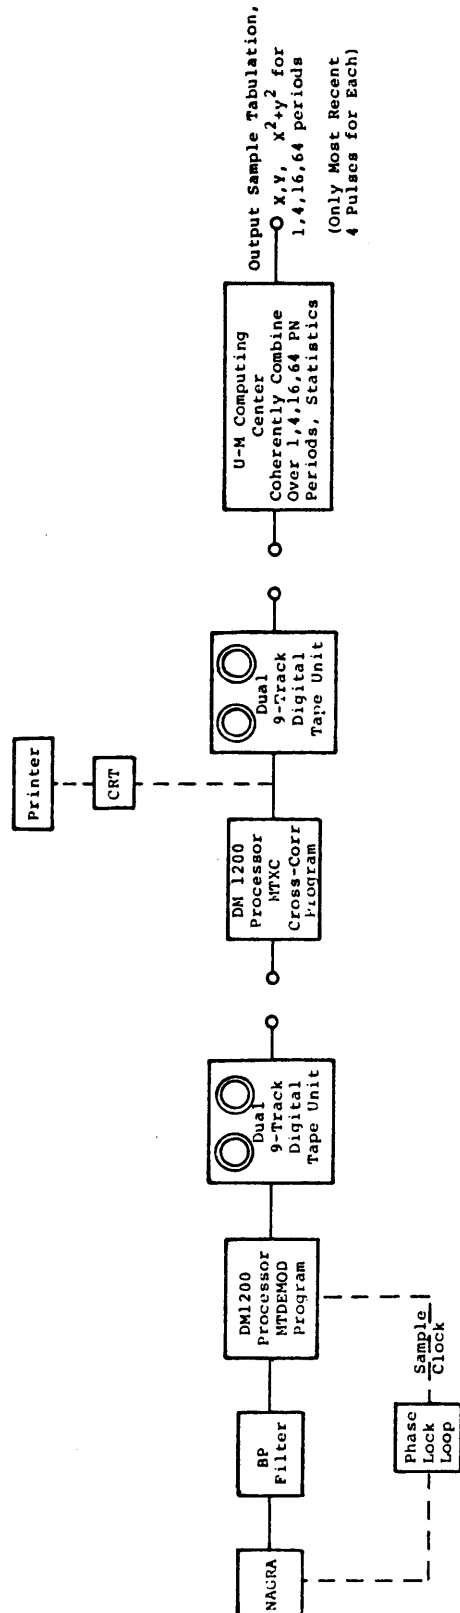 NAGRA
BP
Filter
Phase
Lock
Loop
Sample
Clock
DM1200
Processor
MTDEMOD
Program
Dual
9-Track
Digital
Tape Unit
DM 1200
Processor
MTXC
Cross-Corr
Program
Printer
CRT
Dual
9-Track
Digital
Tape Unit
U-M Computing
Center
Coherently Combine
Over 1,4,16,64 PN
Periods, Statistics
Output Sample Tabulation,
X,Y, X²+y² for
1,4,16,64 periods
(Only Most Recent
4 Pulses for Each)